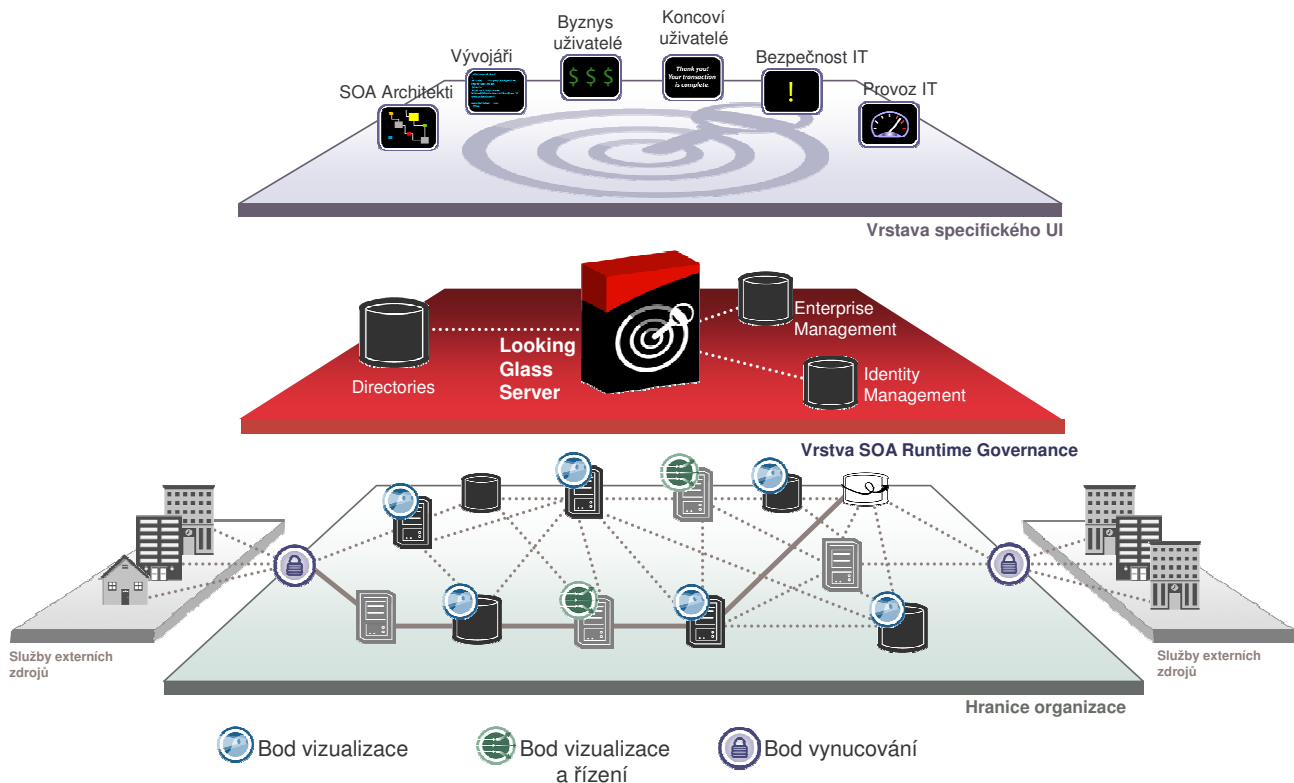 Byznys
uživatelé
Koncoví
uživatelé
Vývojáři
Bezpečnost IT
SOA Architekti
Provoz IT
$ $ $
Thank you!
Your transaction
is complete.
!
Vrstava specifického UI
Directories
Looking
Glass
Server
Enterprise
Management
Identity
Management
Vrstva SOA Runtime Governance
Služby externích
zdrojů
Služby externích
zdrojů
Hranice organizace
Bod vizualizace
Bod vizualizace
a řízení
Bod vynucování